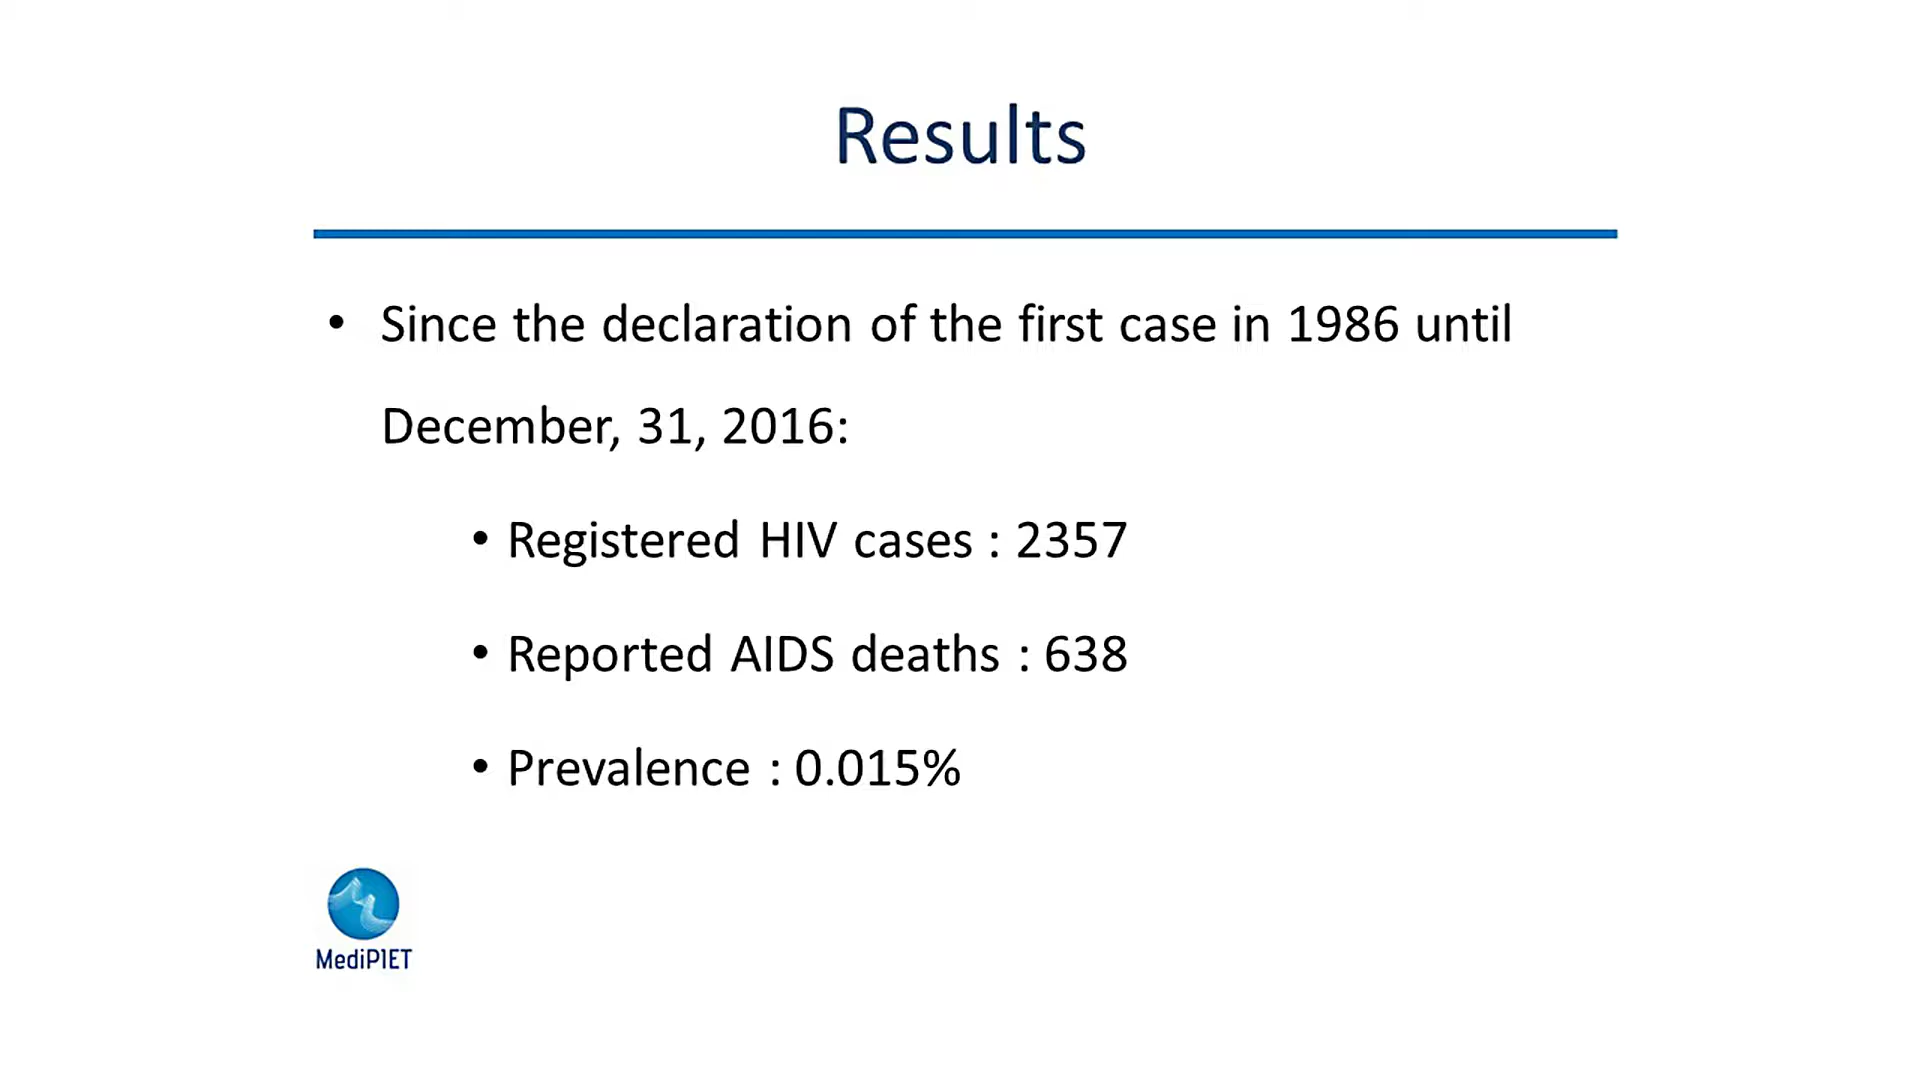 Results
• Since the declaration of the first case in 1986 until
December, 31, 2016:
• Registered HIV cases : 2357
• Reported AIDS deaths : 638
• Prevalence : 0.015%
MediPIET